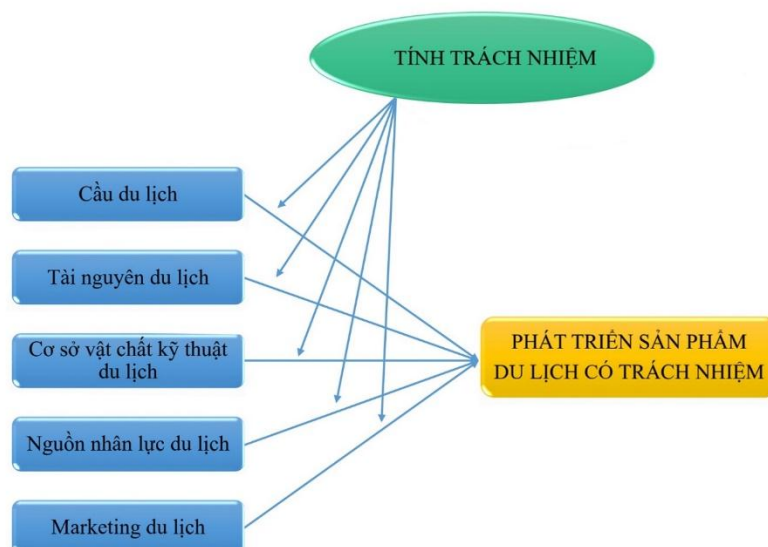 TÍNH TRÁCH NHIỆM
Cầu du lịch
Tài nguyên du lịch
Cơ sở vật chất kỹ thuật
du lịch
PHÁT TRIỂN SẢN PHẨM
DU LỊCH CÓ TRÁCH NHIỆM
Nguồn nhân lực du lịch
Marketing du lịch